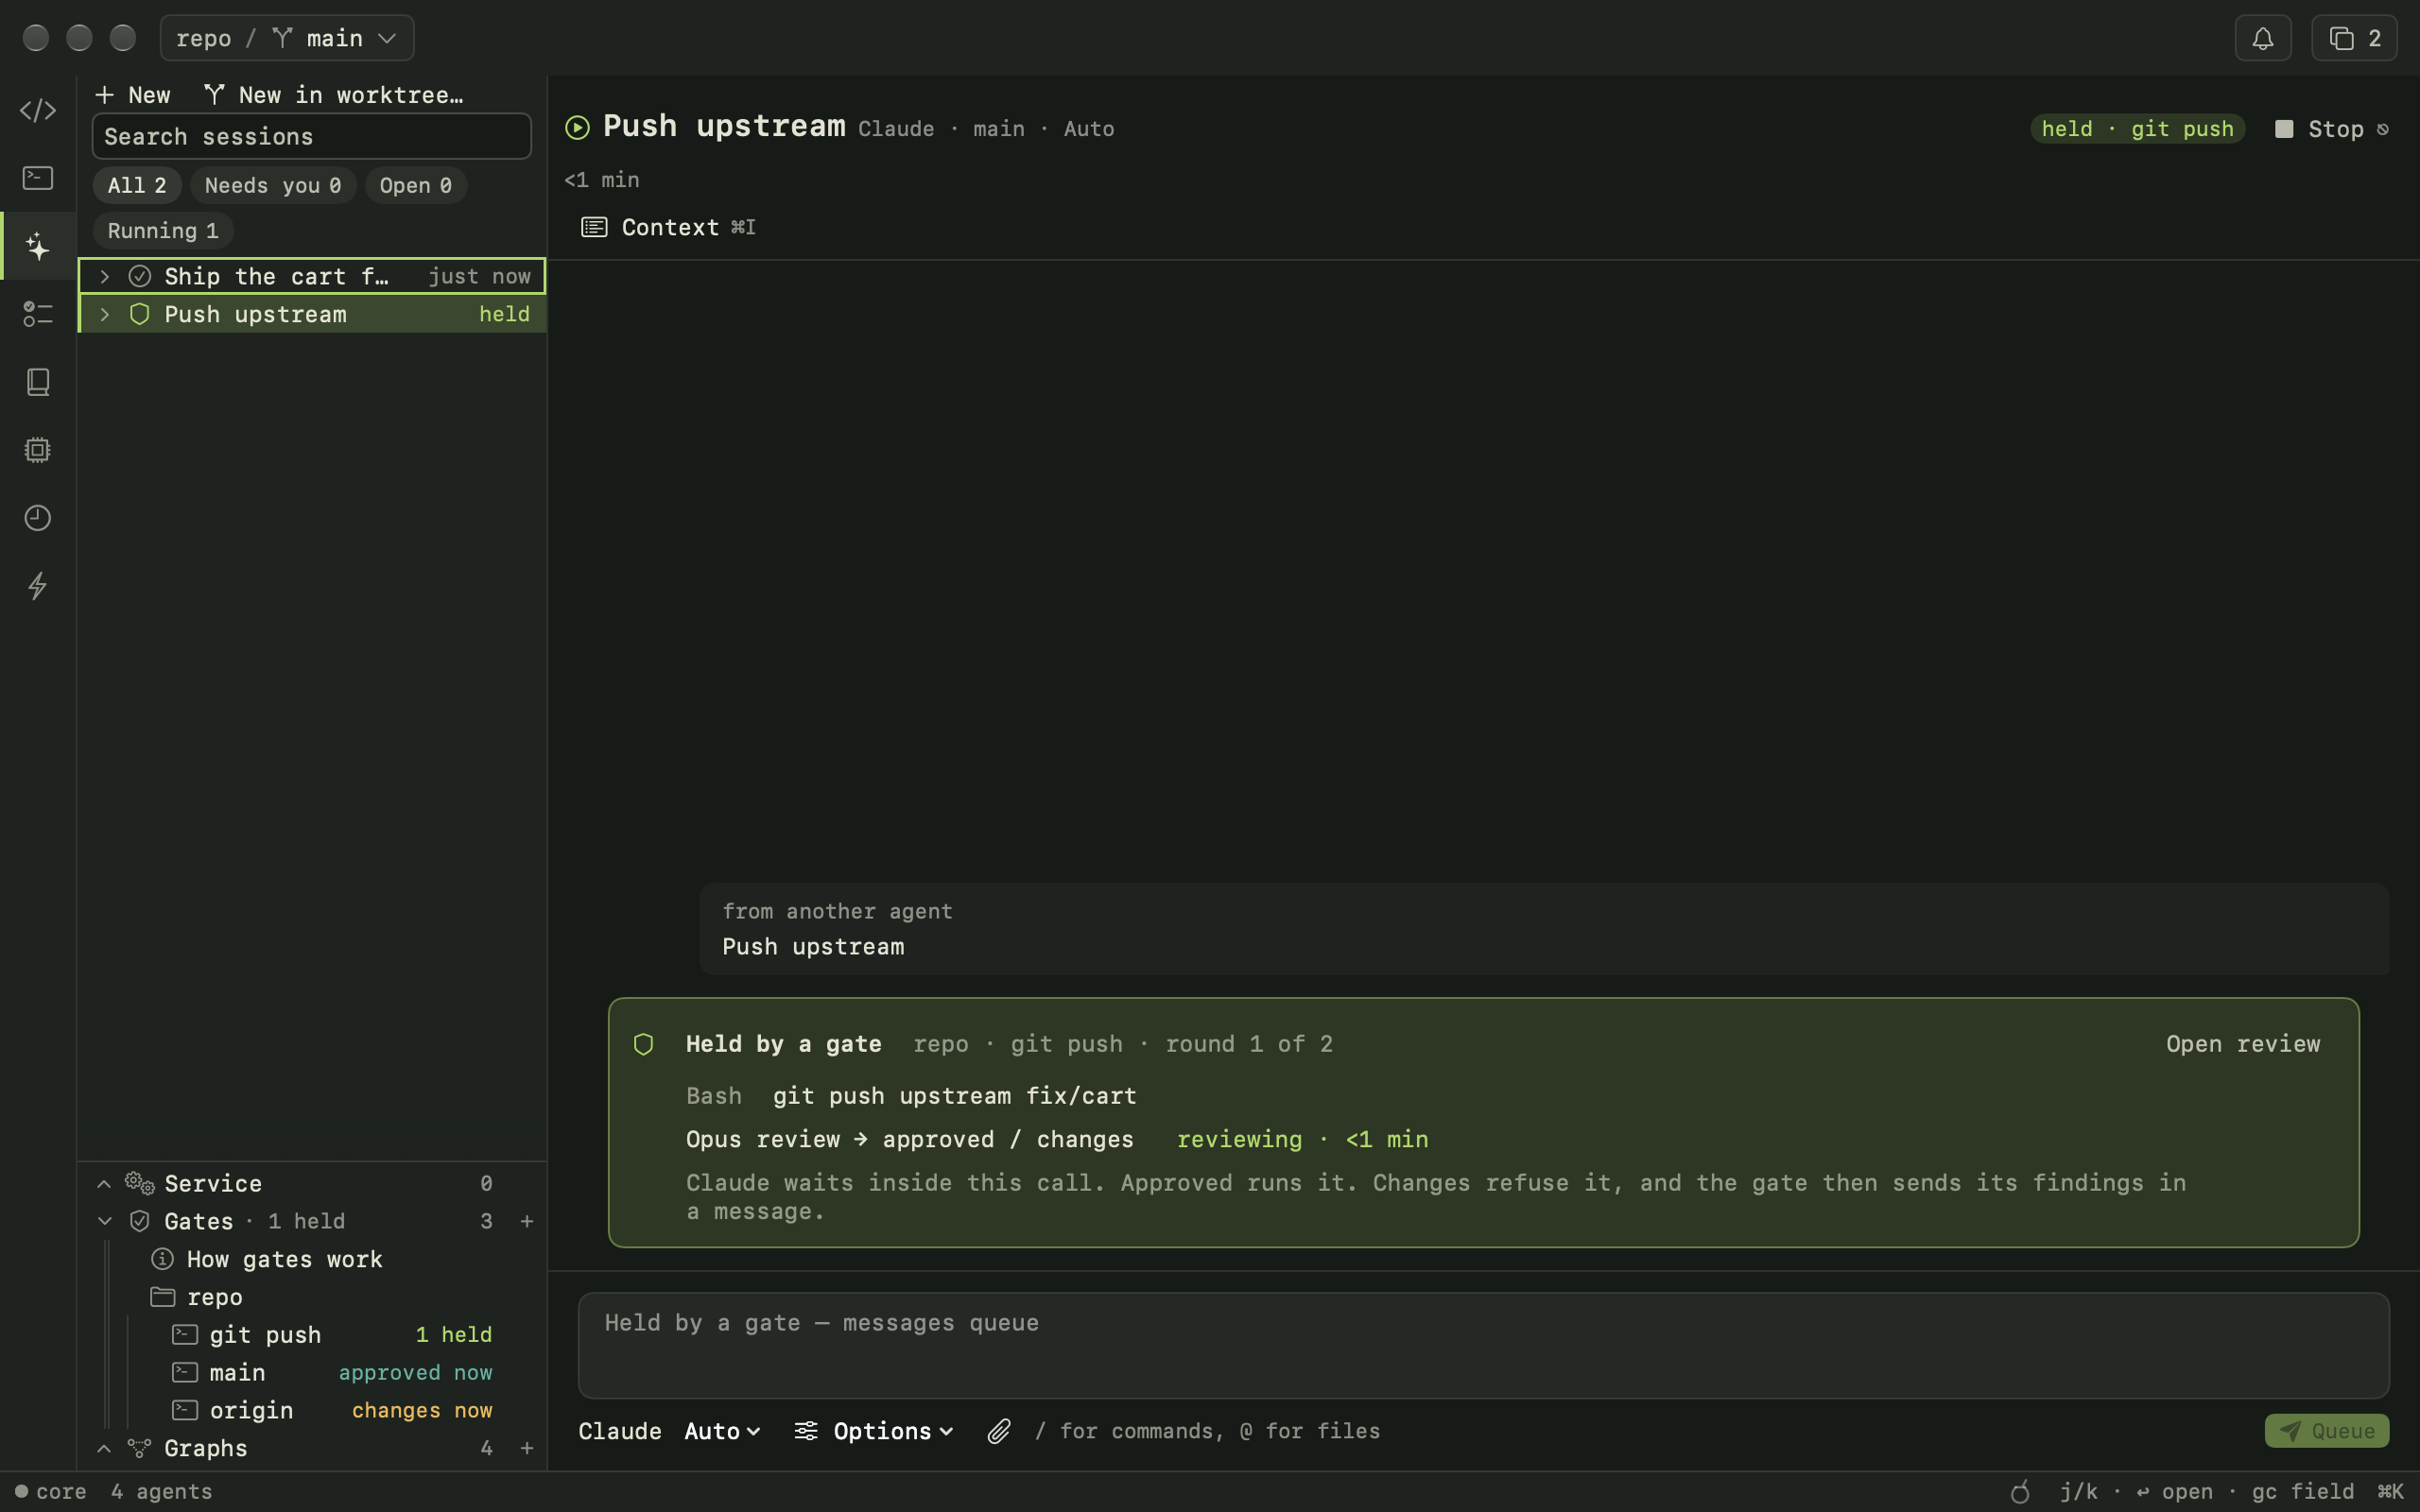 repo / main
2
+ New New in worktree…
Search sessions
All 2 Needs you 0 Open 0
Running 1
Ship the cart f… just now
Push upstream held
Service 0
Gates · 1 held 3 +
How gates work
repo
git push 1 held
main approved now
origin changes now
Graphs 4 +
Push upstream Claude · main · Auto
held · git push Stop ⎋
<1 min
Context ⌘I
from another agent
Push upstream
Held by a gate repo · git push · round 1 of 2 Open review
Bash git push upstream fix/cart
Opus review → approved / changes reviewing · <1 min
Claude waits inside this call. Approved runs it. Changes refuse it, and the gate then sends its findings in
a message.
Held by a gate — messages queue
Claude Auto Options / for commands, @ for files Queue
core 4 agents
j/k · ↩ open · gc field ⌘K